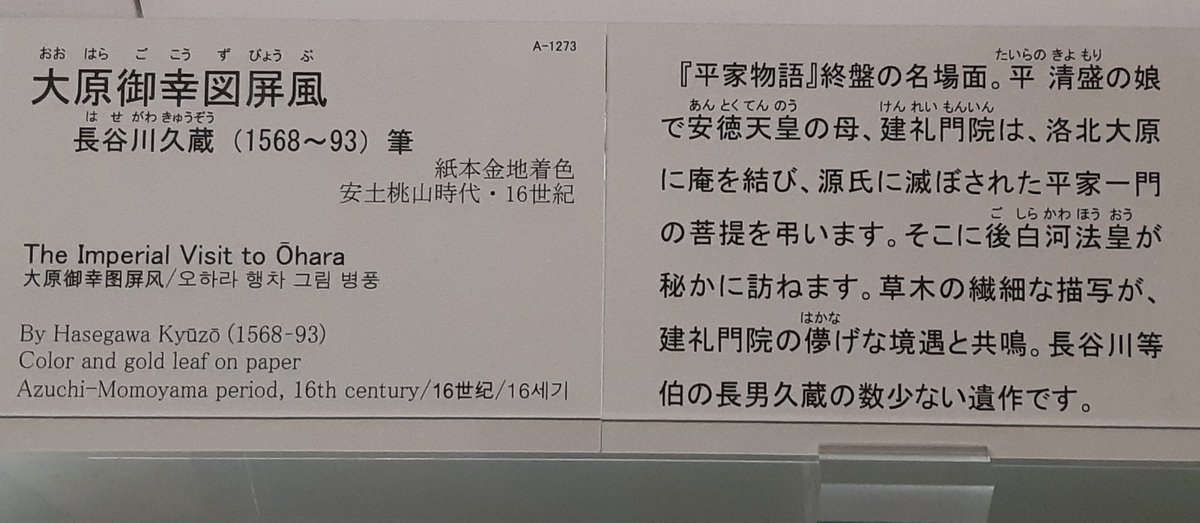 A-1273
おお はら ご こう ず びょう ぶ
大原御幸図屏風
は せ がわ きゅうぞう
長谷川久蔵（1568～93）筆
紙本金地着色
安土桃山時代・16世紀
The Imperial Visit to Ōhara
大原御幸图屏风/오하라 행차 그림 병풍
By Hasegawa Kyūzō (1568-93)
Color and gold leaf on paper
Azuchi-Momoyama period, 16th century/16世纪/16세기
たいらの きよ もり
『平家物語』終盤の名場面。平 清盛の娘
あん とく てん のう けん れい もんいん
で安徳天皇の母、建礼門院は、洛北大原
に庵を結び、源氏に滅ぼされた平家一門
ご しら かわ ほう おう
の菩提を弔います。そこに後白河法皇が
秘かに訪ねます。草木の繊細な描写が、
はかな
建礼門院の儚げな境遇と共鳴。長谷川等
伯の長男久蔵の数少ない遺作です。